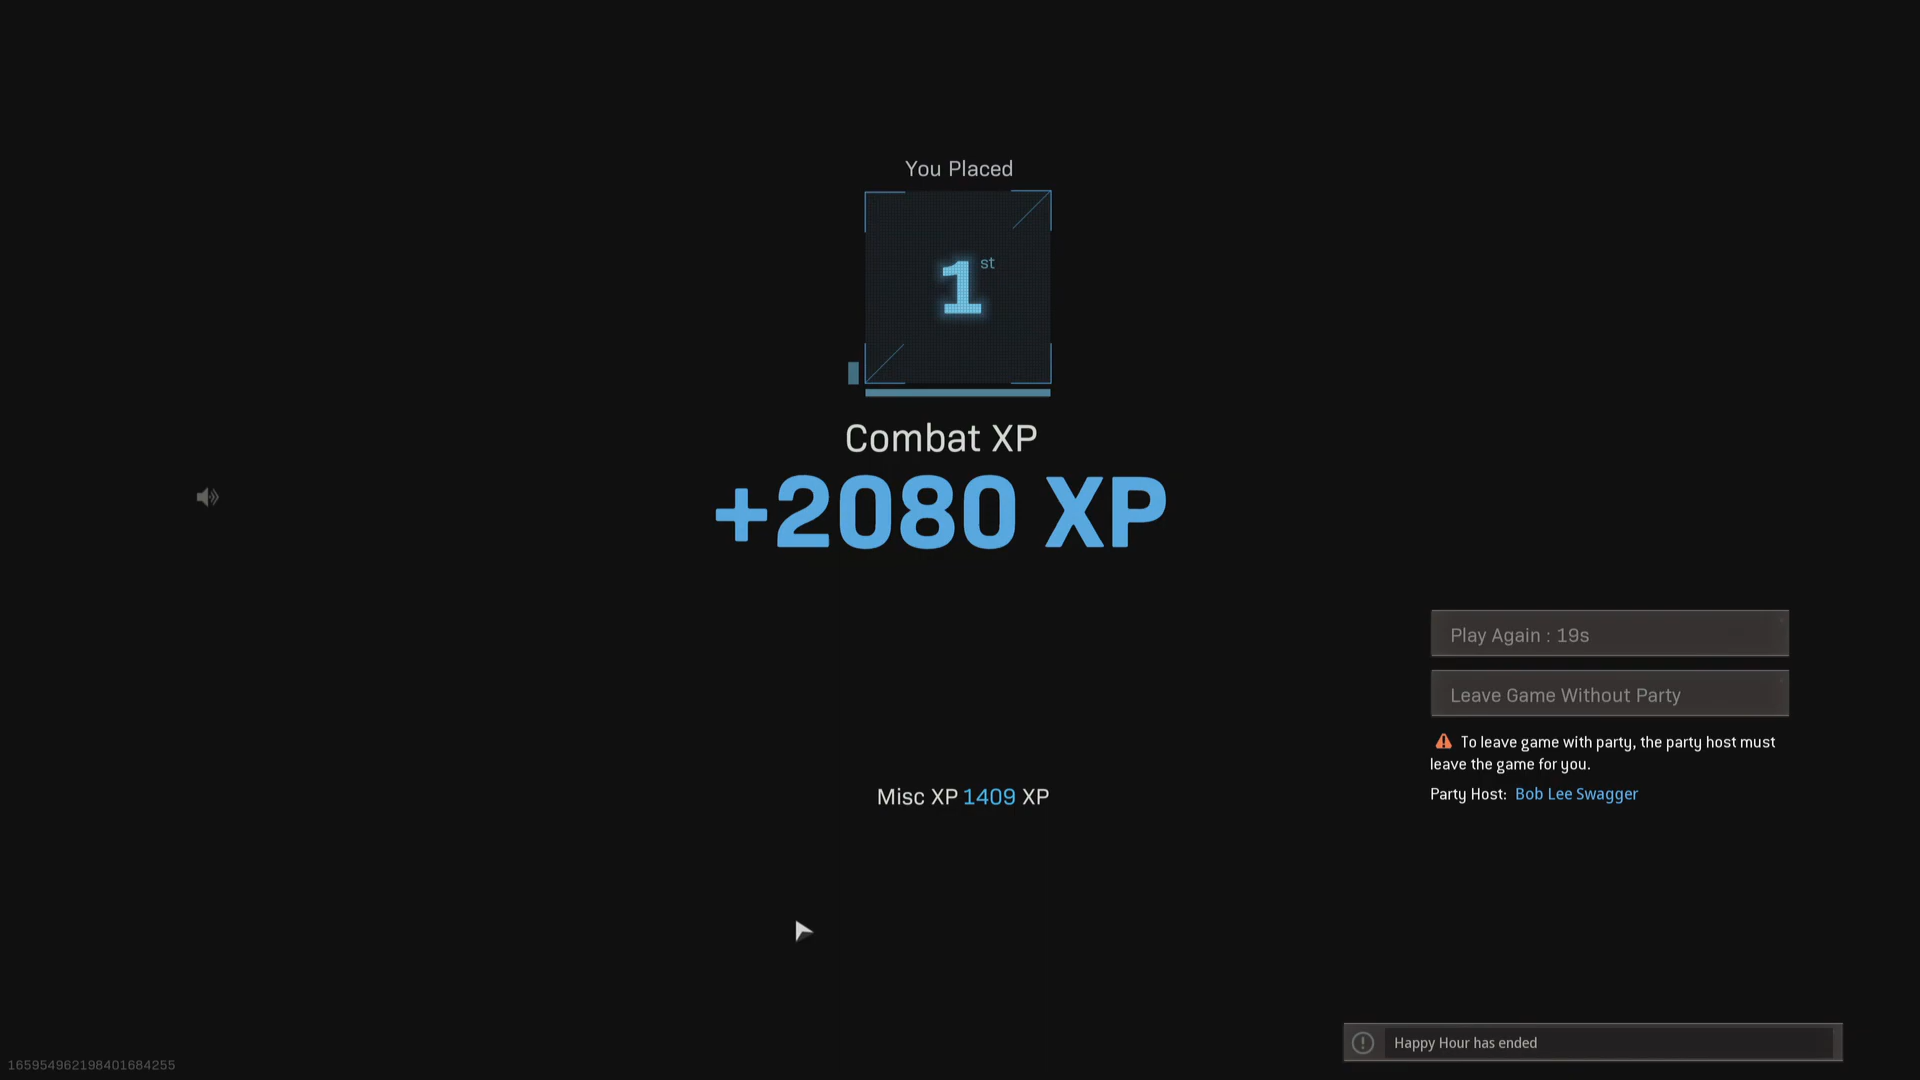 You Placed
1st
Combat XP
+2080 XP
Play Again : 19s
Leave Game Without Party
To leave game with party, the party host must
leave the game for you.
Party Host: Bob Lee Swagger
Misc XP 1409 XP
Happy Hour has ended
165954962198401684255